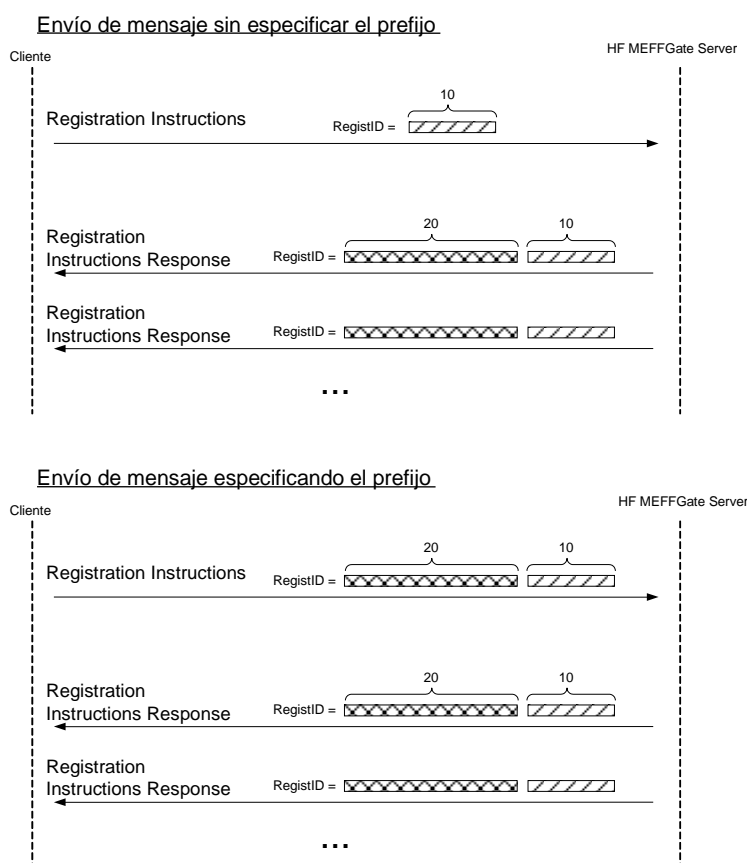 Envío de mensaje sin especificar el prefijo
Cliente
HF MEFFGate Server
10
Registration Instructions
RegistID =
20
10
Registration
Instructions Response
RegistID =
Registration
Instructions Response
RegistID =
...
Envío de mensaje especificando el prefijo
Cliente
HF MEFFGate Server
20
10
Registration Instructions
RegistID =
20
10
Registration
Instructions Response
RegistID =
Registration
Instructions Response
RegistID =
...